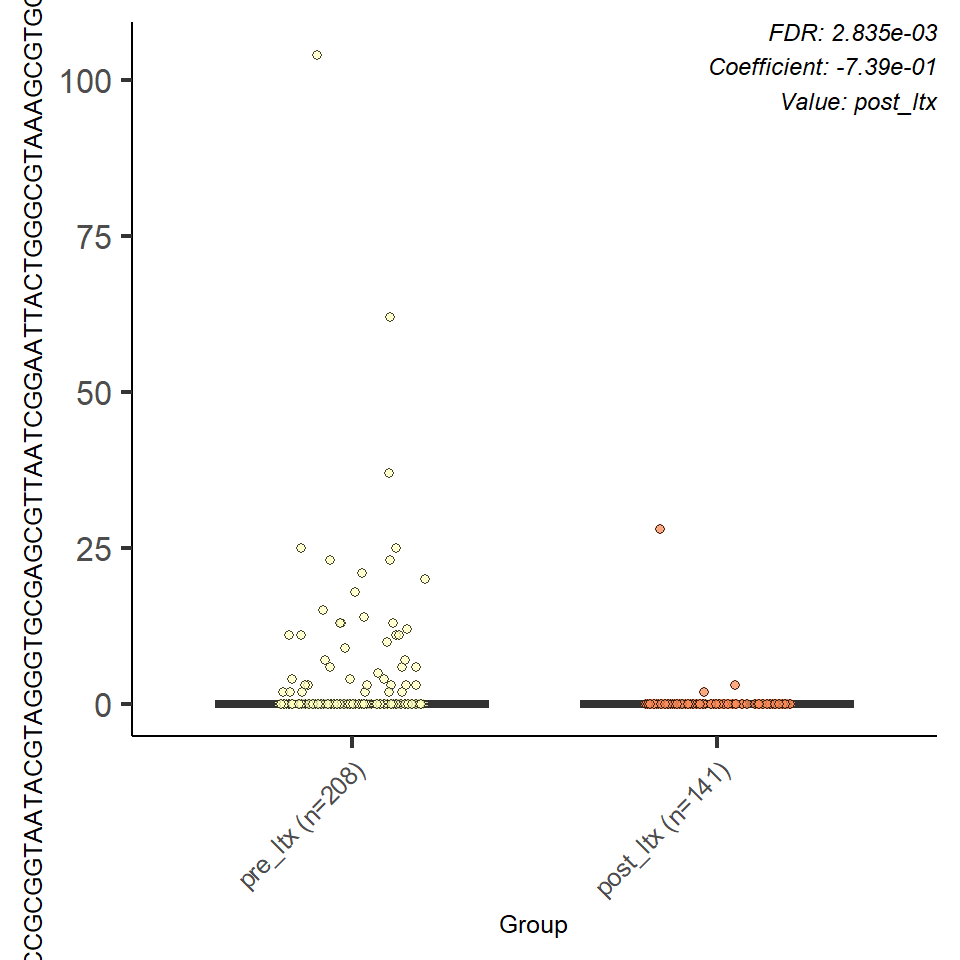 FDR: 2.835e-03
Coefficient: -7.39e-01
Value: post_ltx
CCGCGGTAATACGTAGGGTGCGAGCGTTAATCGGAATTACTGGGCGTAAAGCGTGC
100
75
50
25
0
pre_ltx (n=208)
post_ltx (n=141)
Group